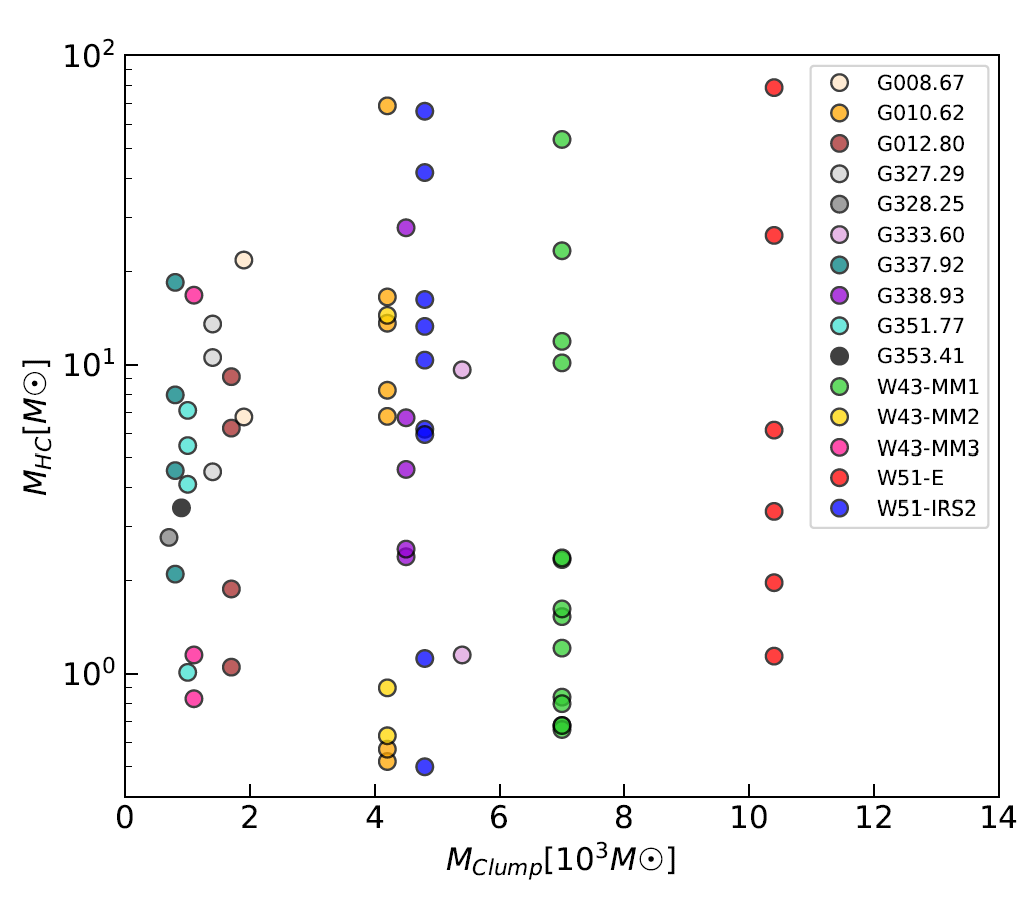 10²
10¹
10⁰
M_HC[M☉]
0 2 4 6 8 10 12 14
M_Clump[10³M☉]
G008.67
G010.62
G012.80
G327.29
G328.25
G333.60
G337.92
G338.93
G351.77
G353.41
W43-MM1
W43-MM2
W43-MM3
W51-E
W51-IRS2